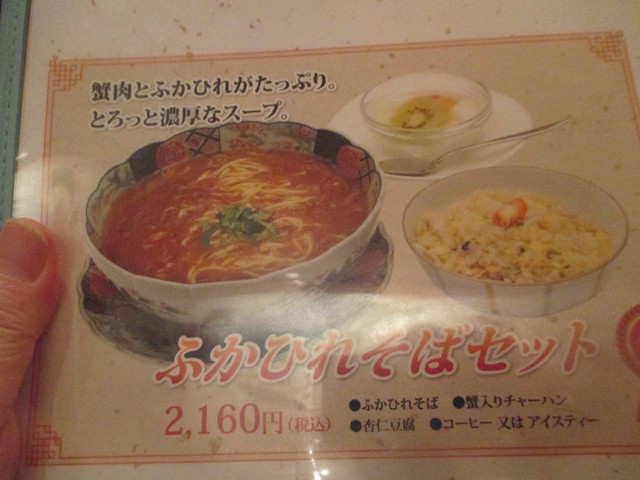 蟹肉とふかひれがたっぷり。
とろっと濃厚なスープ。
ふかひれそばセット
2,160円(税込)
●ふかひれそば ●蟹入りチャーハン
●杏仁豆腐 ●コーヒー 又は アイスティー